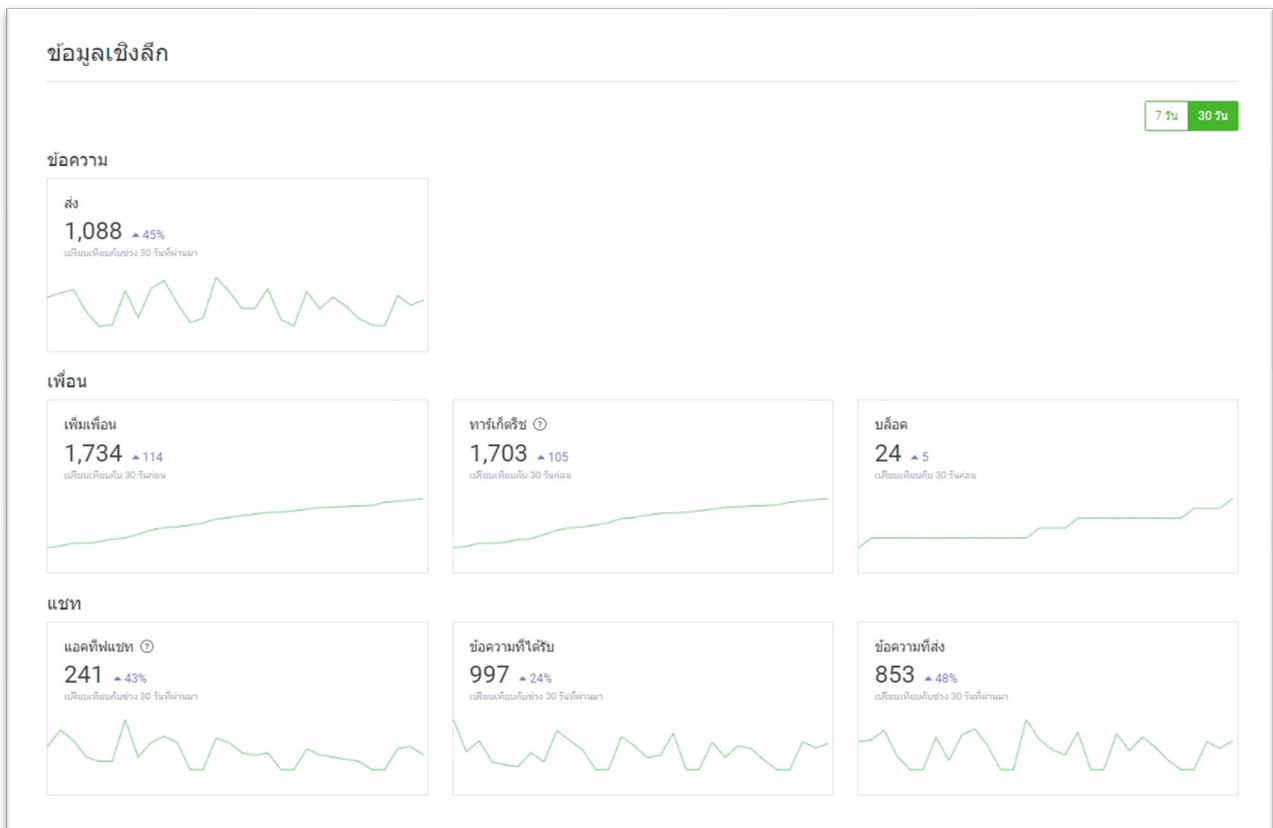 ข้อมูลเชิงลึก
7 วัน 30 วัน
ข้อความ
ส่ง
1,088 45%
เปรียบเทียบกับช่วง 30 วันที่ผ่านมา
เพื่อน
เพิ่มเพื่อน
1,734 114
เปรียบเทียบกับ 30 วันก่อน
ทาร์เก็ตรีช ?
1,703 105
เปรียบเทียบกับ 30 วันก่อน
บล็อค
24 5
เปรียบเทียบกับ 30 วันก่อน
แชท
แอคทีฟแชท ?
241 43%
เปรียบเทียบกับช่วง 30 วันที่ผ่านมา
ข้อความที่ได้รับ
997 24%
เปรียบเทียบกับช่วง 30 วันที่ผ่านมา
ข้อความที่ส่ง
853 48%
เปรียบเทียบกับช่วง 30 วันที่ผ่านมา